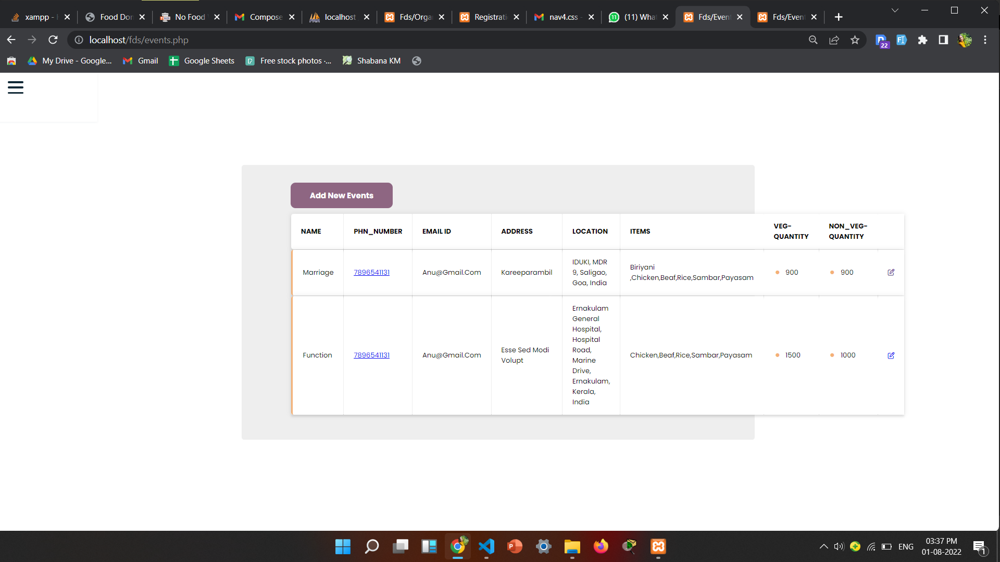 xampp -
Food Don
No Food
Compose
localhost
Fds/Orga
Registrati
nav4.css -
(11) What
Fds/Event
Fds/Event
localhost/fds/events.php
22
My Drive - Google...
Gmail
Google Sheets
Free stock photos ·...
Shabana KM
Add New Events
NAME PHN_NUMBER EMAIL ID ADDRESS LOCATION ITEMS VEG-
QUANTITY NON_VEG-
QUANTITY
Marriage 7896541131 Anu@Gmail.Com Kareeparambil
IDUKI, MDR
9, Saligao,
Goa, India
Biriyani
,Chicken,Beaf,Rice,Sambar,Payasam
900 900
Function 7896541131 Anu@Gmail.Com
Esse Sed Modi
Volupt
Ernakulam
General
Hospital,
Hospital
Road,
Marine
Drive,
Ernakulam,
Kerala,
India
Chicken,Beaf,Rice,Sambar,Payasam
1500 1000
ENG
03:37 PM
01-08-2022
1